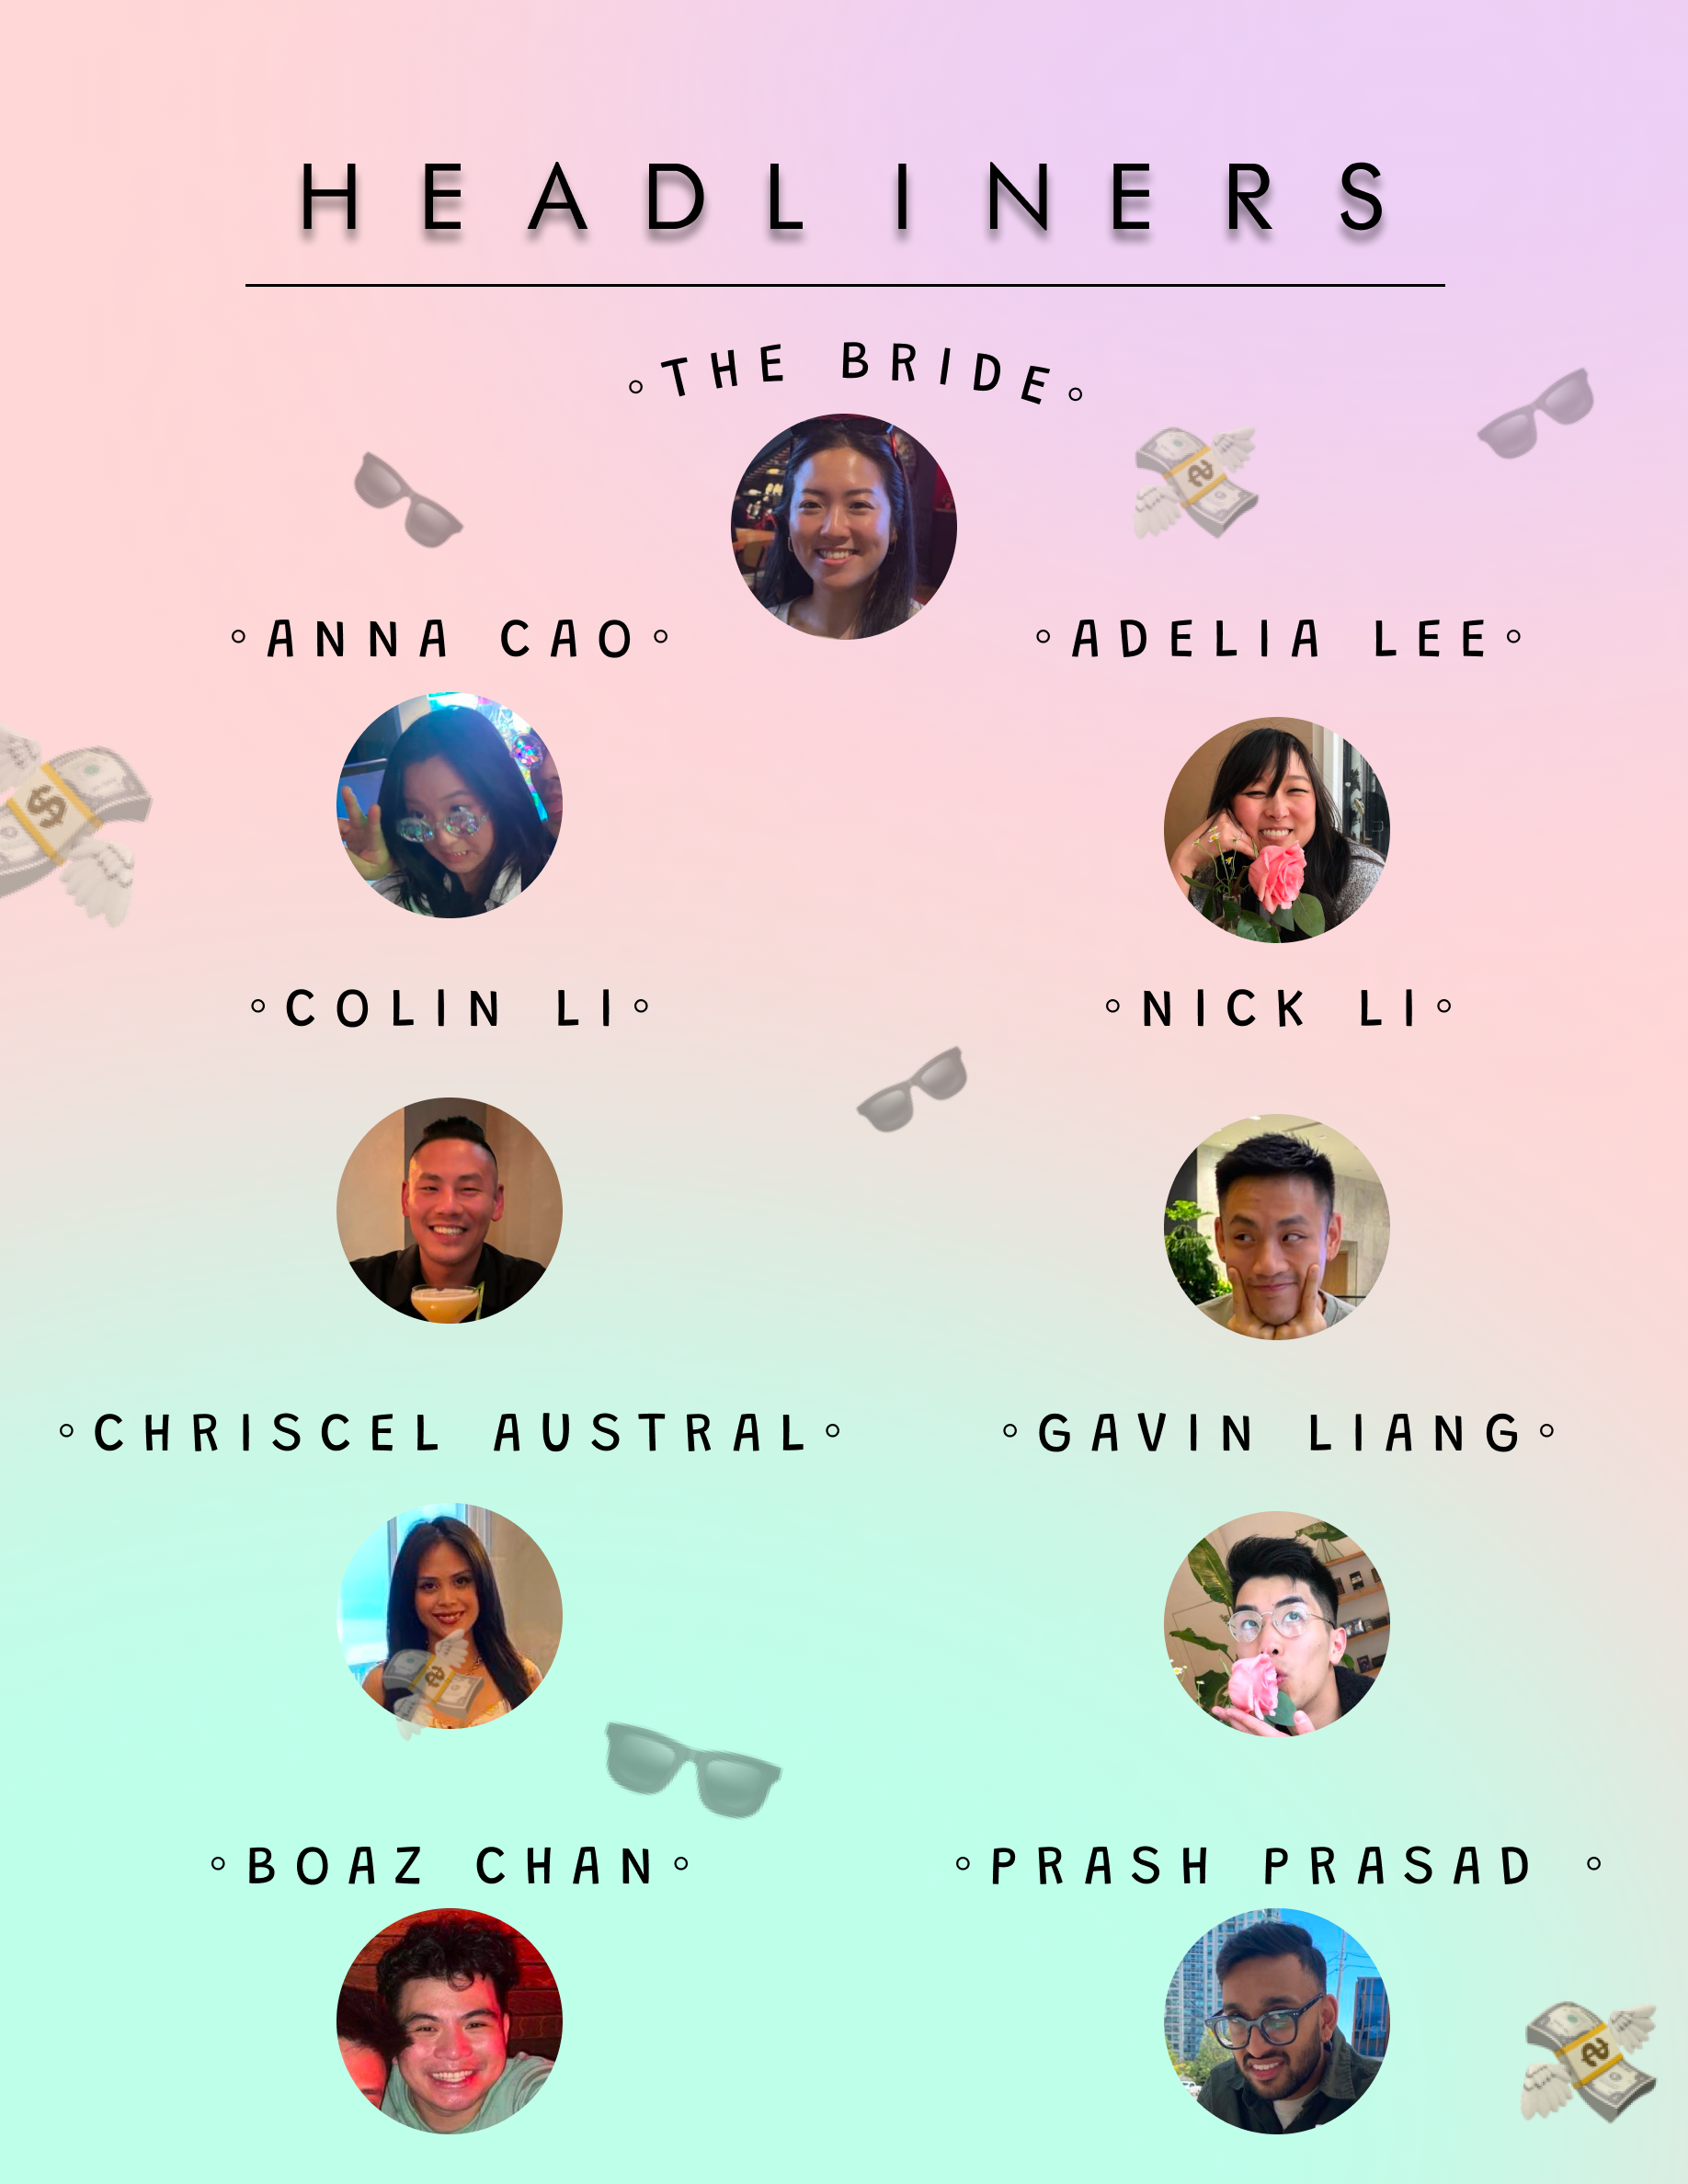 HEADLINERS
°THE BRIDE°
°ANNA CAO°
°ADELIA LEE°
°COLIN LI°
°NICK LI°
°CHRISCEL AUSTRAL°
°GAVIN LIANG°
°BOAZ CHAN°
°PRASH PRASAD °